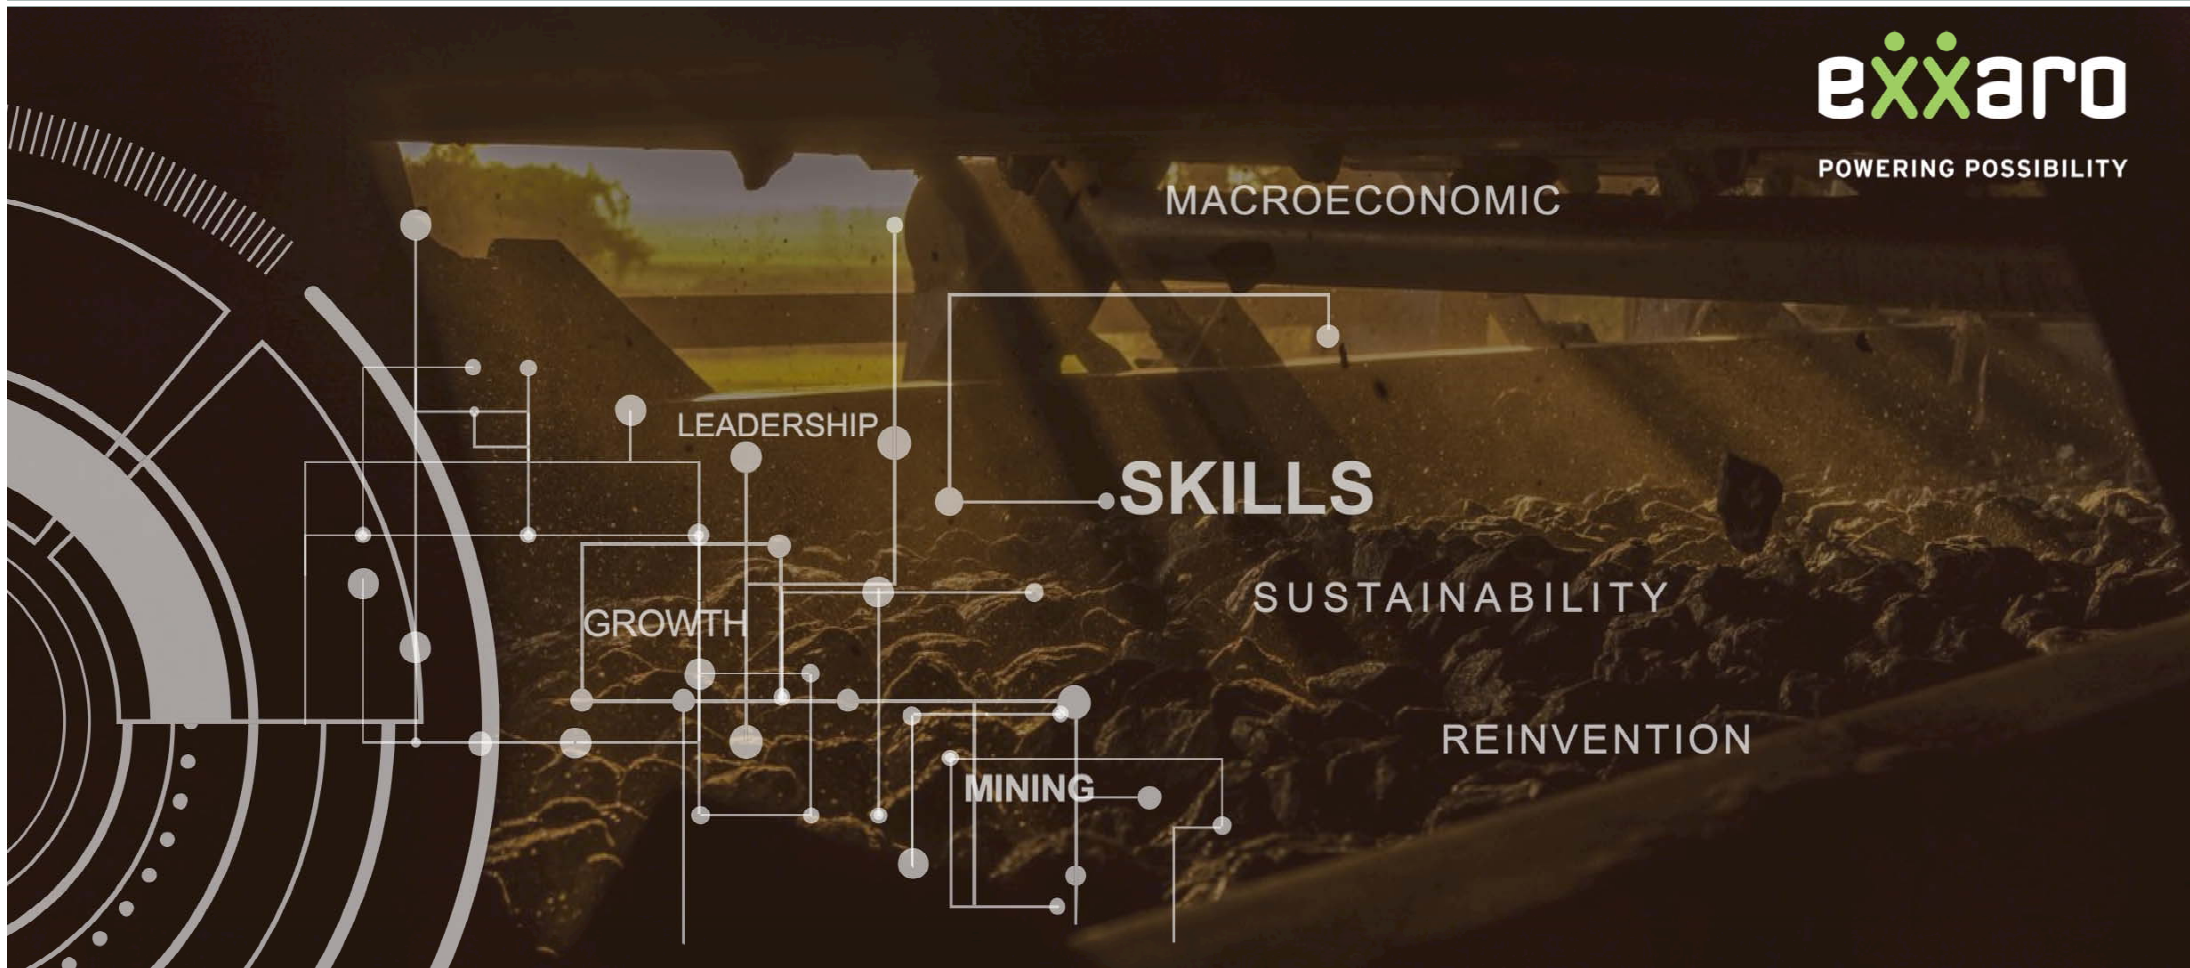 exxaro
POWERING POSSIBILITY
MACROECONOMIC
LEADERSHIP
SKILLS
SUSTAINABILITY
GROWTH
REINVENTION
MINING